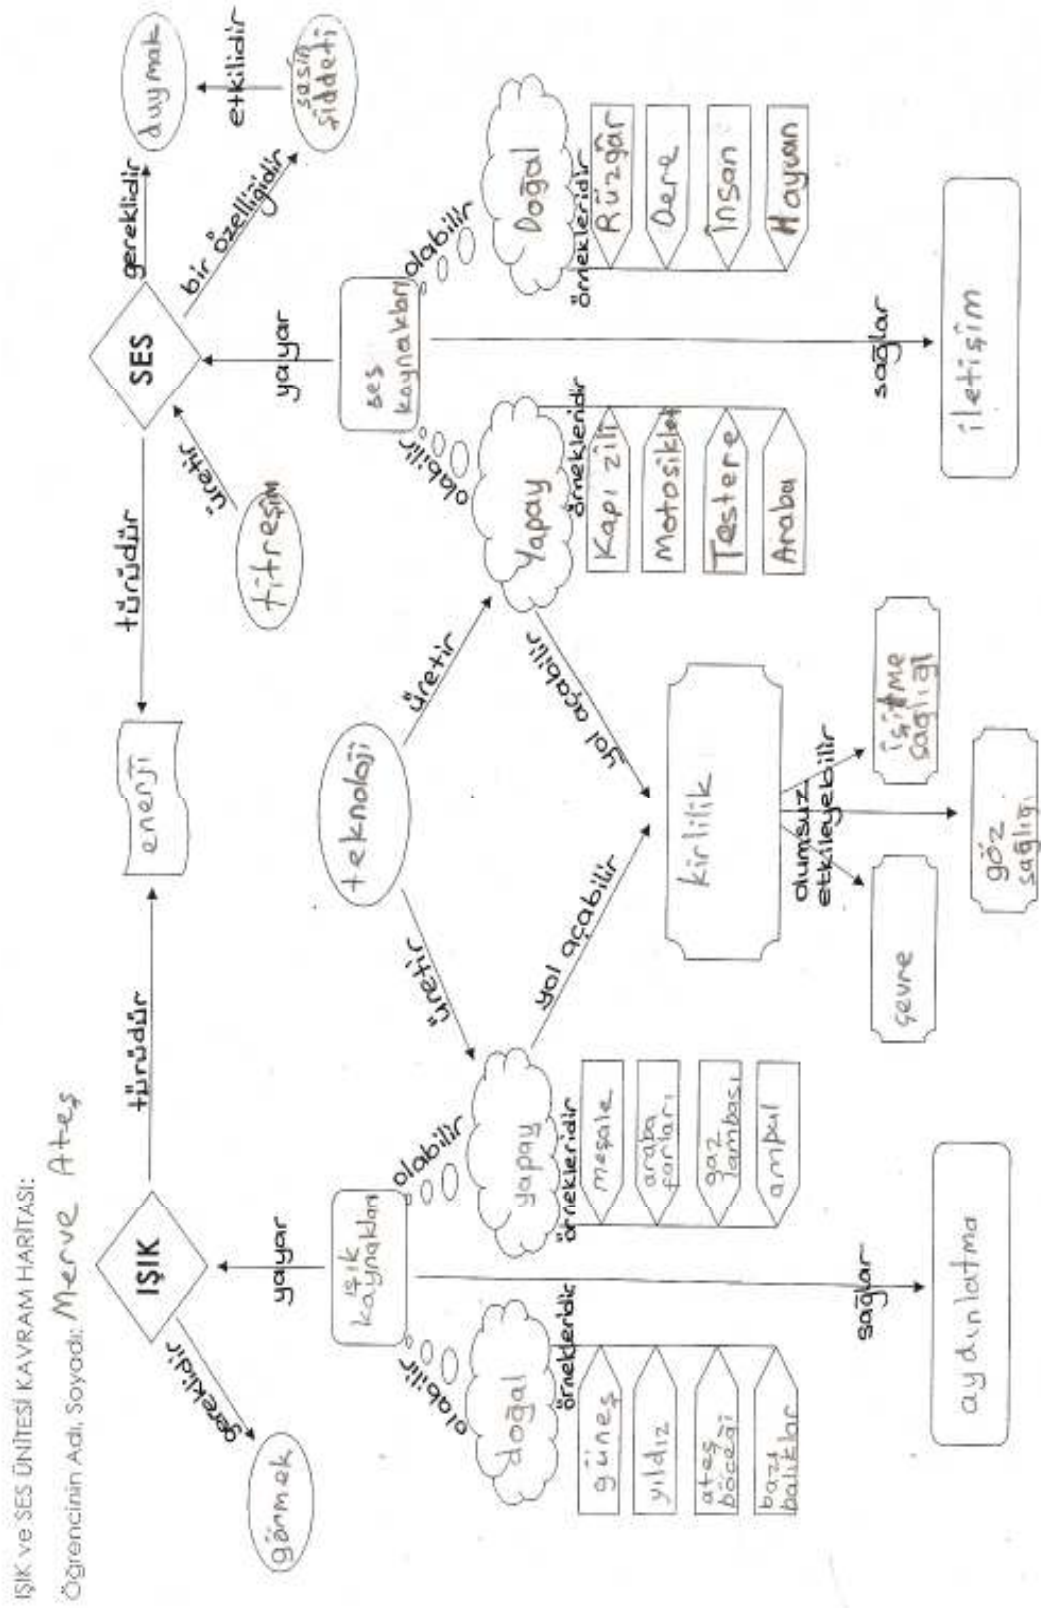 IŞIK ve SES ÜNİTESİ KAVRAM HARİTASI:
Öğrencinin Adı, Soyadı: Merve Ateş
IŞIK
türüdür
enerji
türüdür
SES
gereklidir
görmek
gereklidir
duymak
bir özelliğidir
sesin
şiddeti
etkilidir
üretir
titreşim
yayar
ışık
kaynakları
yayar
ses
kaynakları
teknoloji
üretir
üretir
olabilir
doğal
olabilir
yapay
olabilir
Yapay
olabilir
Doğal
örnekleridir
güneş
yıldız
ateş
böceği
bazı
balıklar
örnekleridir
meşale
araba
farları
gaz
lambası
ampul
örnekleridir
Kapı zili
Motosiklet
Testere
Araba
örnekleridir
Rüzgâr
Dere
İnsan
Hayvan
yol açabilir
yol açabilir
kirlilik
olumsuz
etkileyebilir
çevre
göz
sağlığı
işitme
sağlığı
sağlar
aydınlatma
sağlar
iletişim